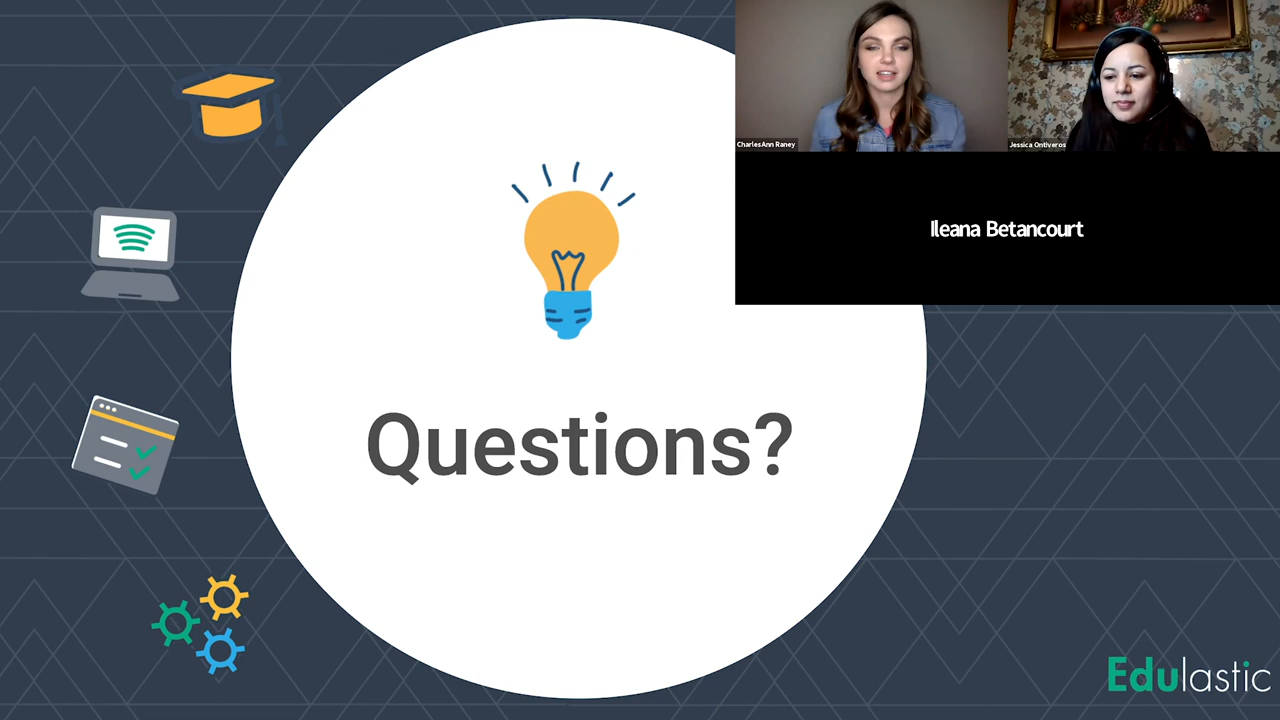 CharlesAnn Raney
Jessica Ontiveros
Ileana Betancourt
Questions?
Edulastic